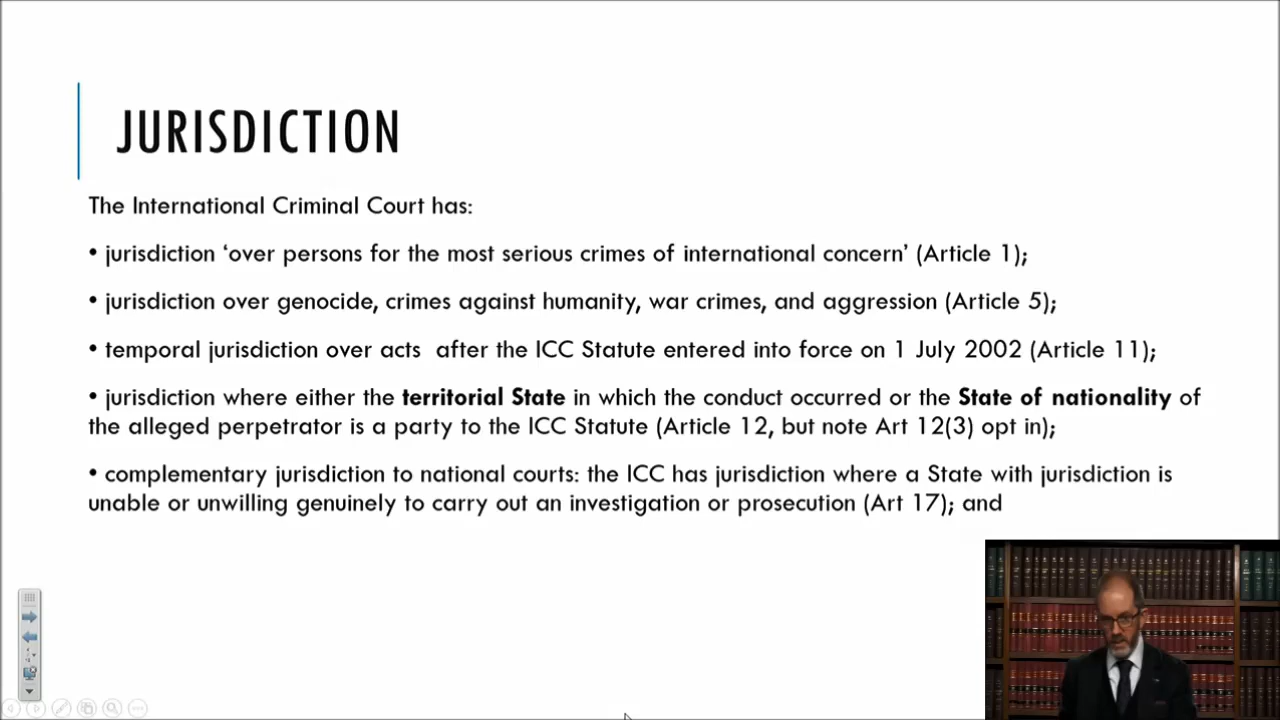 JURISDICTION
The International Criminal Court has:
• jurisdiction ‘over persons for the most serious crimes of international concern’ (Article 1);
• jurisdiction over genocide, crimes against humanity, war crimes, and aggression (Article 5);
• temporal jurisdiction over acts  after the ICC Statute entered into force on 1 July 2002 (Article 11);
• jurisdiction where either the territorial State in which the conduct occurred or the State of nationality of
the alleged perpetrator is a party to the ICC Statute (Article 12, but note Art 12(3) opt in);
• complementary jurisdiction to national courts: the ICC has jurisdiction where a State with jurisdiction is
unable or unwilling genuinely to carry out an investigation or prosecution (Art 17); and